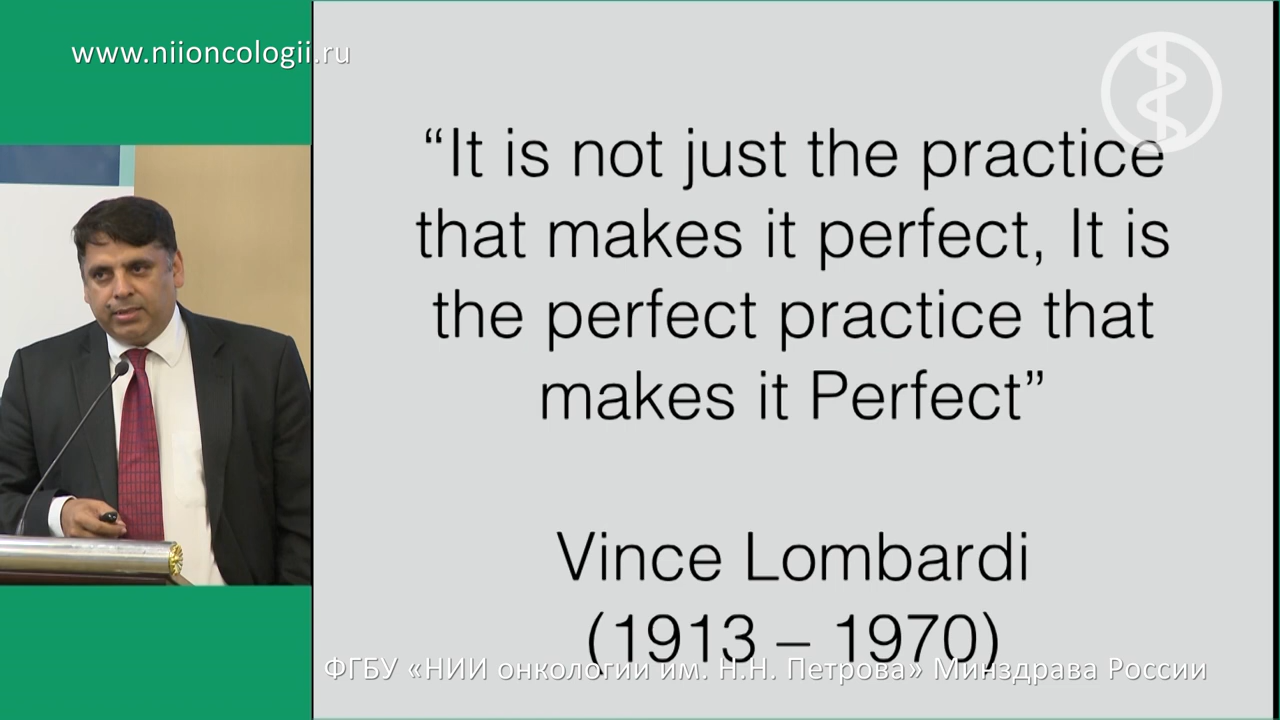 www.niioncologii.ru
“It is not just the practice
that makes it perfect, It is
the perfect practice that
makes it Perfect”
Vince Lombardi
(1913 – 1970)
ФГБУ «НИИ онкологии им. Н.Н. Петрова» Минздрава России